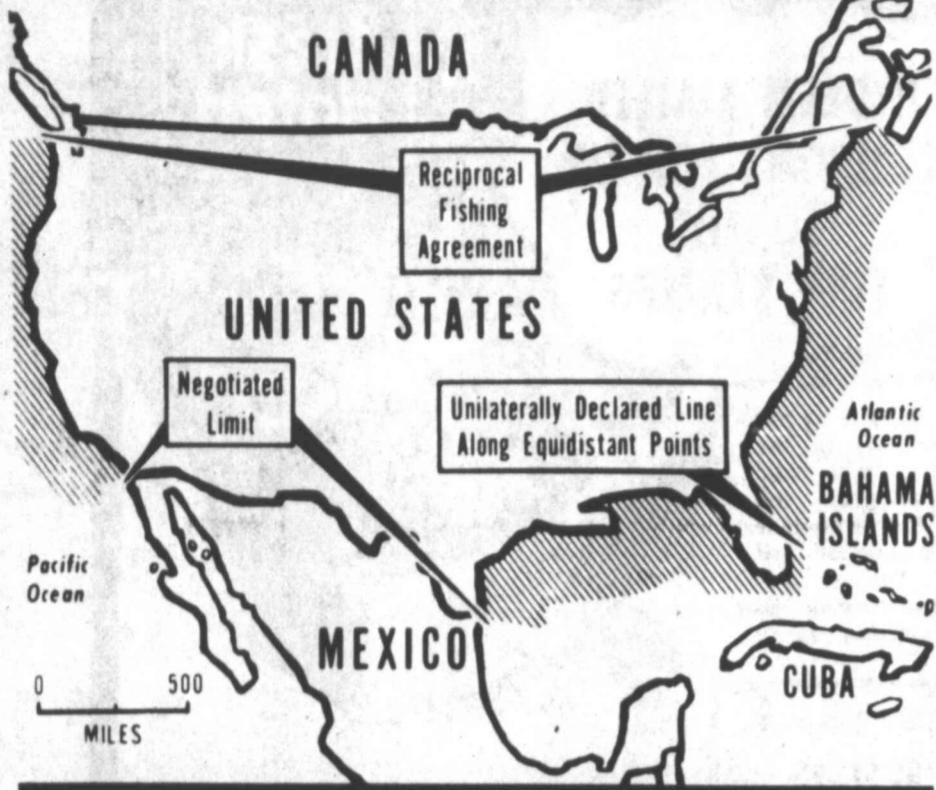 CANADA
Reciprocal
Fishing
Agreement
UNITED STATES
Negotiated
Limit
Unilaterally Declared Line
Along Equidistant Points
Atlantic
Ocean
BAHAMA
ISLANDS
Pacific
Ocean
MEXICO
CUBA
0 500
MILES